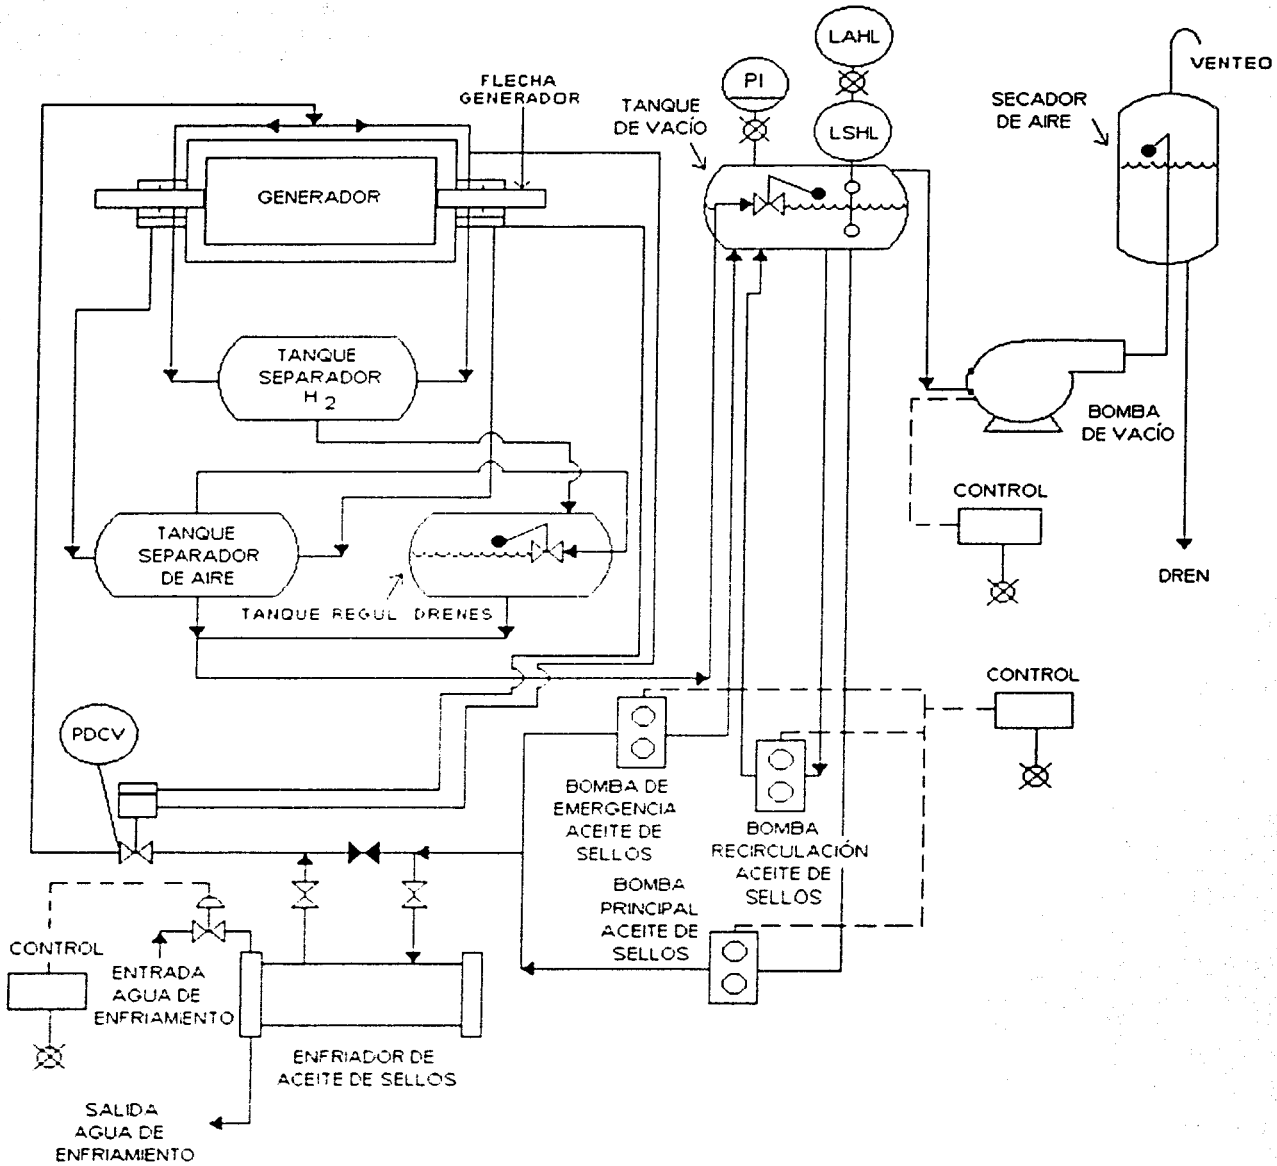 LAHL
FLECHA
GENERADOR
PI
TANQUE
DE VACÍO
LSHL
VENTEO
SECADOR
DE AIRE
GENERADOR
TANQUE
SEPARADOR
H2
BOMBA
DE VACÍO
CONTROL
TANQUE
SEPARADOR
DE AIRE
TANQUE REGUL DRENES
DREN
CONTROL
PDCV
BOMBA DE
EMERGENCIA
ACEITE DE
SELLOS
BOMBA
RECIRCULACIÓN
ACEITE DE
SELLOS
BOMBA
PRINCIPAL
ACEITE DE
SELLOS
CONTROL
ENTRADA
AGUA DE
ENFRIAMIENTO
ENFRIADOR DE
ACEITE DE SELLOS
SALIDA
AGUA DE
ENFRIAMIENTO